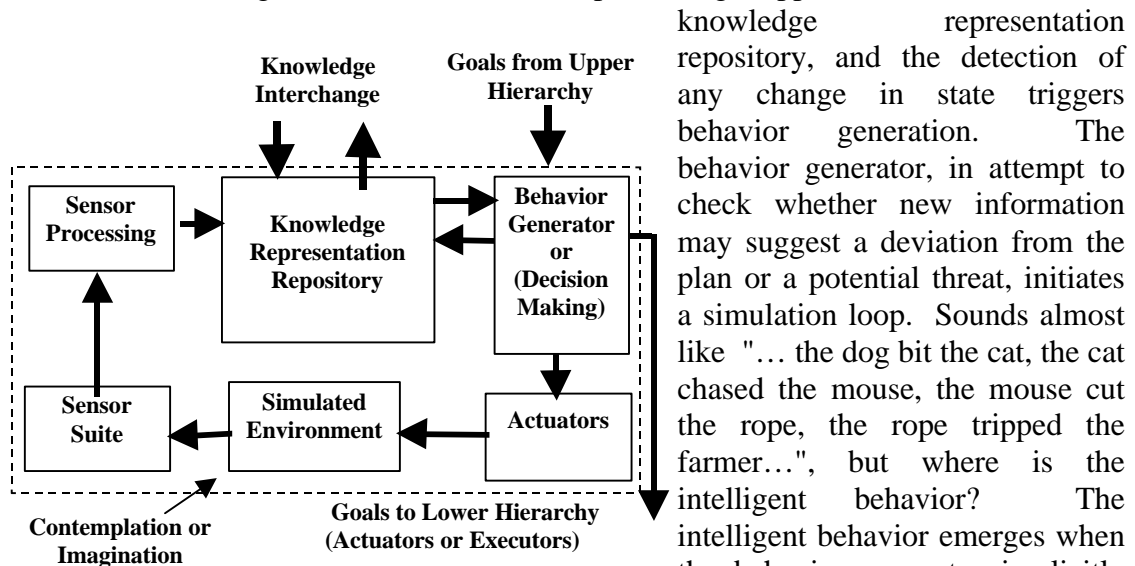 Knowledge
Interchange
Goals from Upper
Hierarchy
Sensor
Processing
Knowledge
Representation
Repository
Behavior
Generator
or
(Decision
Making)
Sensor
Suite
Simulated
Environment
Actuators
Contemplation or
Imagination
Goals to Lower Hierarchy
(Actuators or Executors)
knowledge representation
repository, and the detection of
any change in state triggers
behavior generation. The
behavior generator, in attempt to
check whether new information
may suggest a deviation from the
plan or a potential threat, initiates
a simulation loop. Sounds almost
like "… the dog bit the cat, the cat
chased the mouse, the mouse cut
the rope, the rope tripped the
farmer…", but where is the
intelligent behavior? The
intelligent behavior emerges when